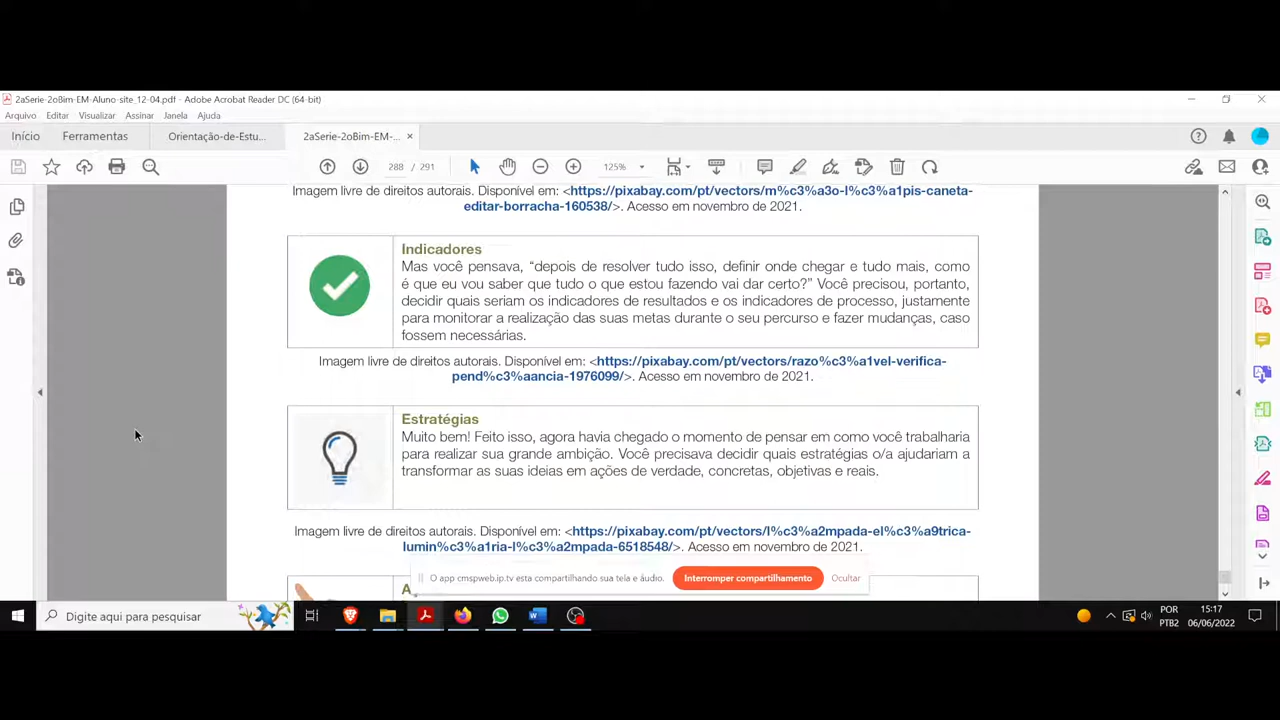 2aSerie-2oBim-EM-Aluno-site_12-04.pdf - Adobe Acrobat Reader DC (64-bit)
Arquivo Editar Visualizar Assinar Janela Ajuda
Início Ferramentas Orientação-de-Estu... 2aSerie-2oBim-EM-... ×
288 / 291 125%
Imagem livre de direitos autorais. Disponível em: <https://pixabay.com/pt/vectors/m%c3%a3o-l%c3%a1pis-caneta-
editar-borracha-160538/>. Acesso em novembro de 2021.
Indicadores
Mas você pensava, “depois de resolver tudo isso, definir onde chegar e tudo mais, como
é que eu vou saber que tudo o que estou fazendo vai dar certo?” Você precisou, portanto,
decidir quais seriam os indicadores de resultados e os indicadores de processo, justamente
para monitorar a realização das suas metas durante o seu percurso e fazer mudanças, caso
fossem necessárias.
Imagem livre de direitos autorais. Disponível em: <https://pixabay.com/pt/vectors/razo%c3%a1vel-verifica-
pend%c3%aancia-1976099/>. Acesso em novembro de 2021.
Estratégias
Muito bem! Feito isso, agora havia chegado o momento de pensar em como você trabalharia
para realizar sua grande ambição. Você precisava decidir quais estratégias o/a ajudariam a
transformar as suas ideias em ações de verdade, concretas, objetivas e reais.
Imagem livre de direitos autorais. Disponível em: <https://pixabay.com/pt/vectors/l%c3%a2mpada-el%c3%a9trica-
lumin%c3%a1ria-l%c3%a2mpada-6518548/>. Acesso em novembro de 2021.
O app cmspweb.ip.tv esta compartilhando sua tela e áudio. Interromper compartilhamento Ocultar
Digite aqui para pesquisar
POR 15:17
PTB2 06/06/2022